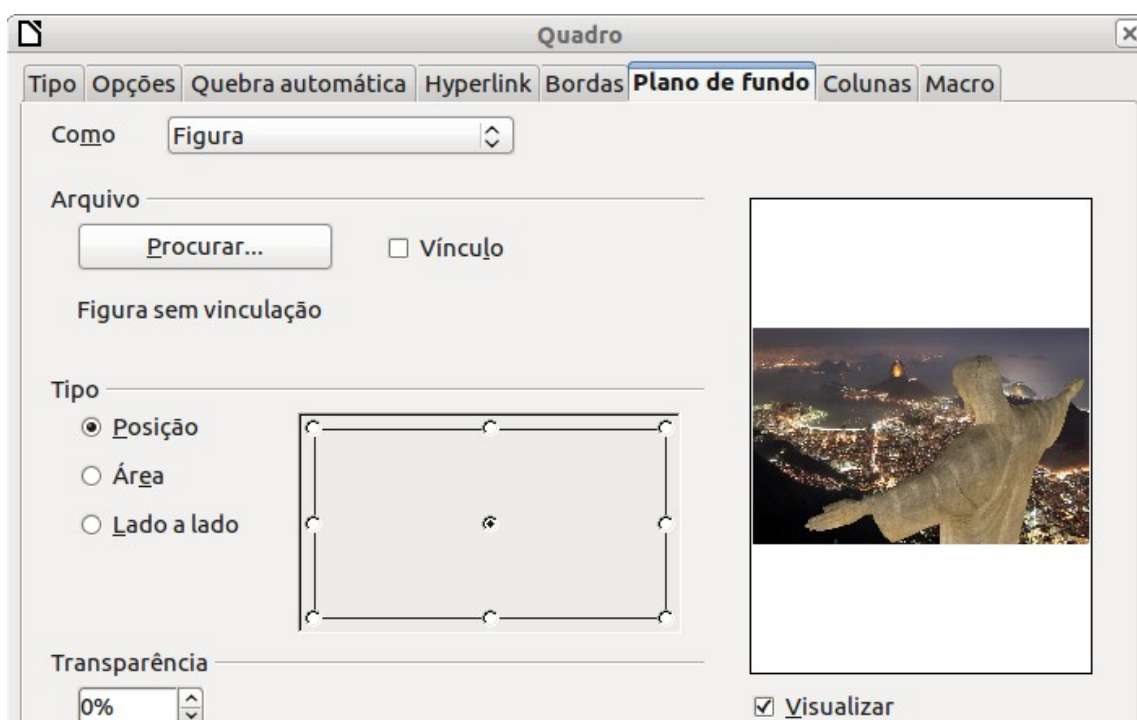 Quadro
Tipo Opções Quebra automática Hyperlink Bordas Plano de fundo Colunas Macro
Como Figura
Arquivo
Procurar... Vínculo
Figura sem vinculação
Tipo
Posição
Área
Lado a lado
Transparência
0%
Visualizar